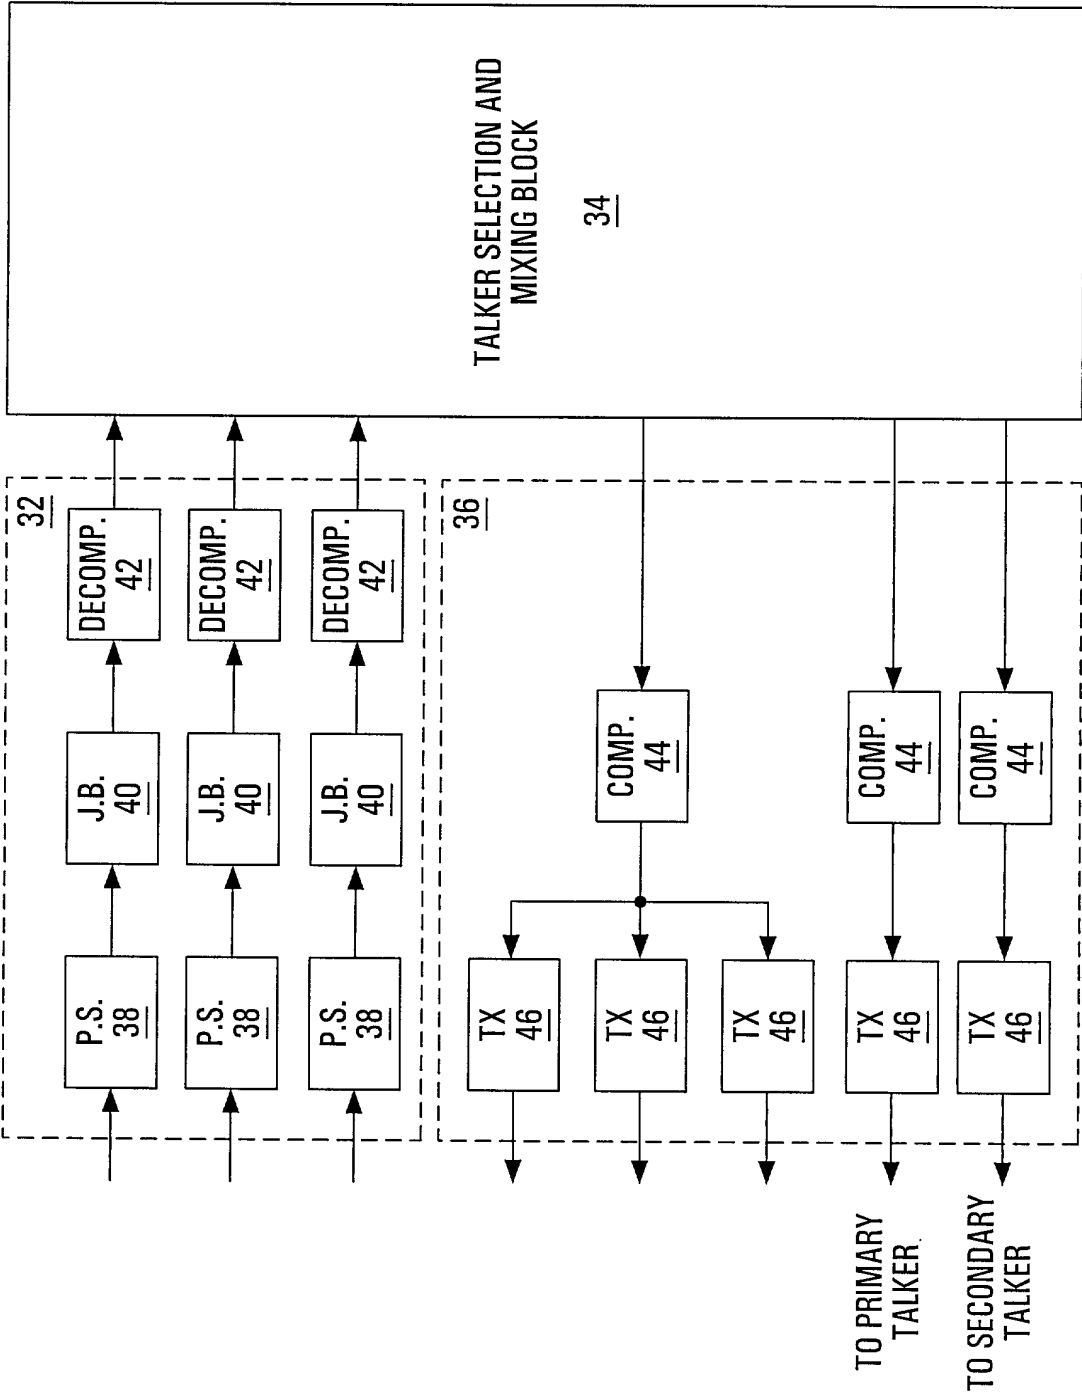 32
P.S.
38
J.B.
40
DECOMP.
42
P.S.
38
J.B.
40
DECOMP.
42
P.S.
38
J.B.
40
DECOMP.
42
TALKER SELECTION AND
MIXING BLOCK
34
36
TX
46
TX
46
COMP.
44
TX
46
TO PRIMARY
TALKER.
TX
46
COMP.
44
TO SECONDARY
TALKER
TX
46
COMP.
44